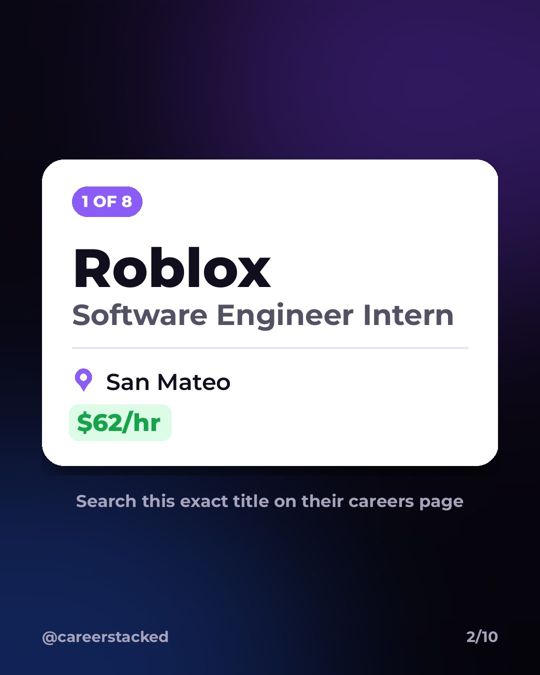 1 OF 8
Roblox
Software Engineer Intern
San Mateo
$62/hr
Search this exact title on their careers page
@careerstacked
2/10